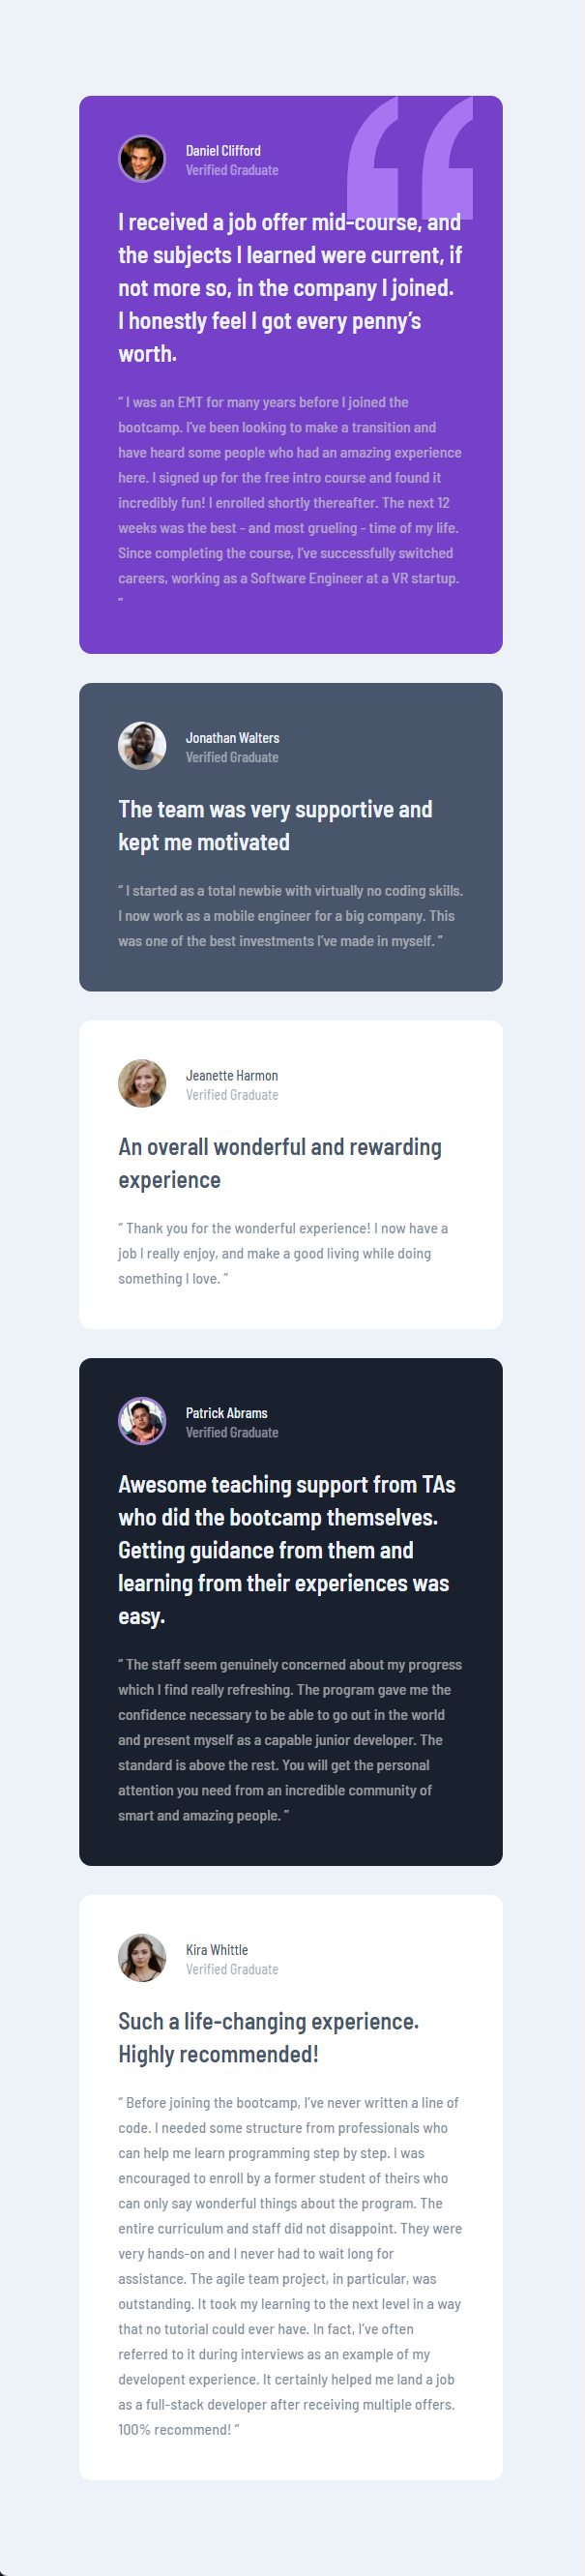 Daniel Clifford
Verified Graduate
I received a job offer mid-course, and
the subjects I learned were current, if
not more so, in the company I joined.
I honestly feel I got every penny’s
worth.
“ I was an EMT for many years before I joined the
bootcamp. I’ve been looking to make a transition and
have heard some people who had an amazing experience
here. I signed up for the free intro course and found it
incredibly fun! I enrolled shortly thereafter. The next 12
weeks was the best - and most grueling - time of my life.
Since completing the course, I’ve successfully switched
careers, working as a Software Engineer at a VR startup.
”
Jonathan Walters
Verified Graduate
The team was very supportive and
kept me motivated
“ I started as a total newbie with virtually no coding skills.
I now work as a mobile engineer for a big company. This
was one of the best investments I’ve made in myself. ”
Jeanette Harmon
Verified Graduate
An overall wonderful and rewarding
experience
“ Thank you for the wonderful experience! I now have a
job I really enjoy, and make a good living while doing
something I love. ”
Patrick Abrams
Verified Graduate
Awesome teaching support from TAs
who did the bootcamp themselves.
Getting guidance from them and
learning from their experiences was
easy.
“ The staff seem genuinely concerned about my progress
which I find really refreshing. The program gave me the
confidence necessary to be able to go out in the world
and present myself as a capable junior developer. The
standard is above the rest. You will get the personal
attention you need from an incredible community of
smart and amazing people. ”
Kira Whittle
Verified Graduate
Such a life-changing experience.
Highly recommended!
“ Before joining the bootcamp, I’ve never written a line of
code. I needed some structure from professionals who
can help me learn programming step by step. I was
encouraged to enroll by a former student of theirs who
can only say wonderful things about the program. The
entire curriculum and staff did not disappoint. They were
very hands-on and I never had to wait long for
assistance. The agile team project, in particular, was
outstanding. It took my learning to the next level in a way
that no tutorial could ever have. In fact, I’ve often
referred to it during interviews as an example of my
developent experience. It certainly helped me land a job
as a full-stack developer after receiving multiple offers.
100% recommend! ”